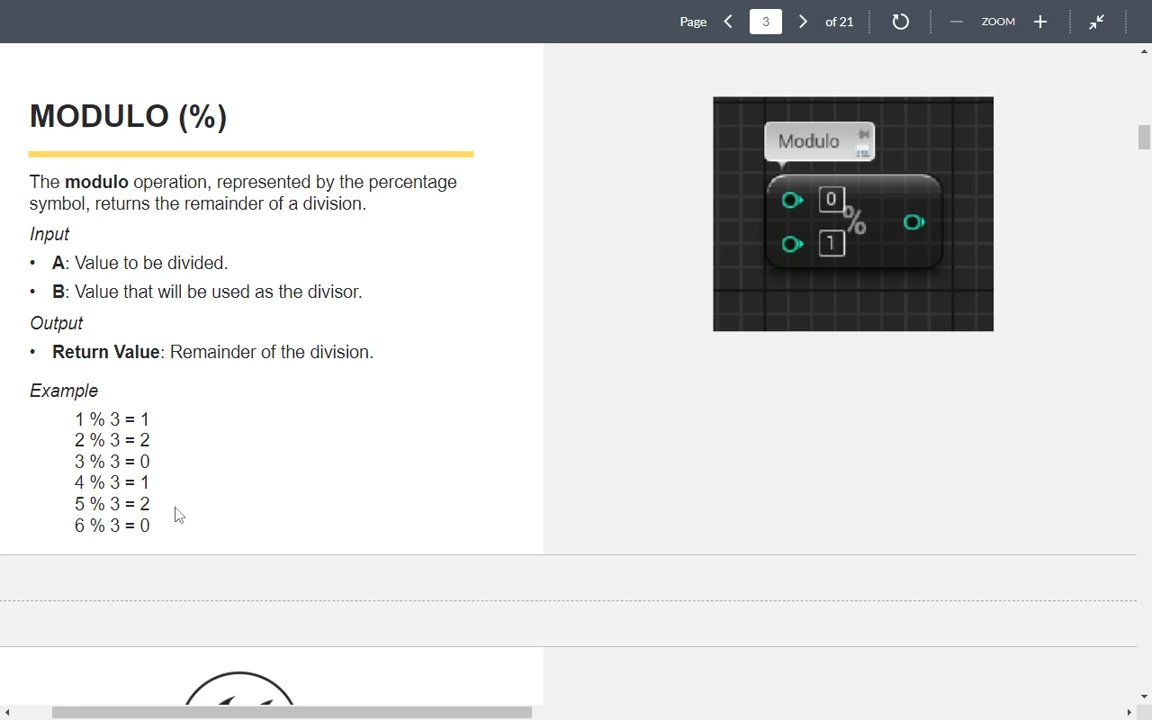 Page 3 of 21 ZOOM
MODULO (%)
The modulo operation, represented by the percentage
symbol, returns the remainder of a division.
Input
• A: Value to be divided.
• B: Value that will be used as the divisor.
Output
• Return Value: Remainder of the division.
Example
1 % 3 = 1
2 % 3 = 2
3 % 3 = 0
4 % 3 = 1
5 % 3 = 2
6 % 3 = 0
Modulo
0
%
1